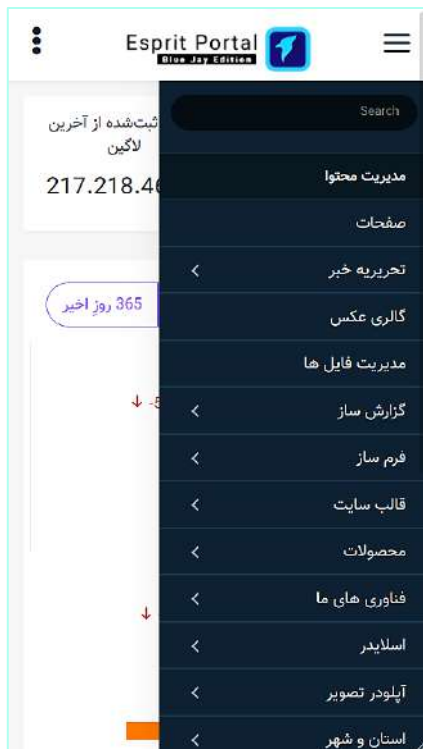 Esprit Portal
Blue Jay Edition
Search
ثبت‌شده از آخرین
لاگین
217.218.4
365 روز اخیر
مدیریت محتوا
صفحات
تحریریه خبر
گالری عکس
مدیریت فایل ها
گزارش ساز
فرم ساز
قالب سایت
محصولات
فناوری های ما
اسلایدر
آپلودر تصویر
استان و شهر